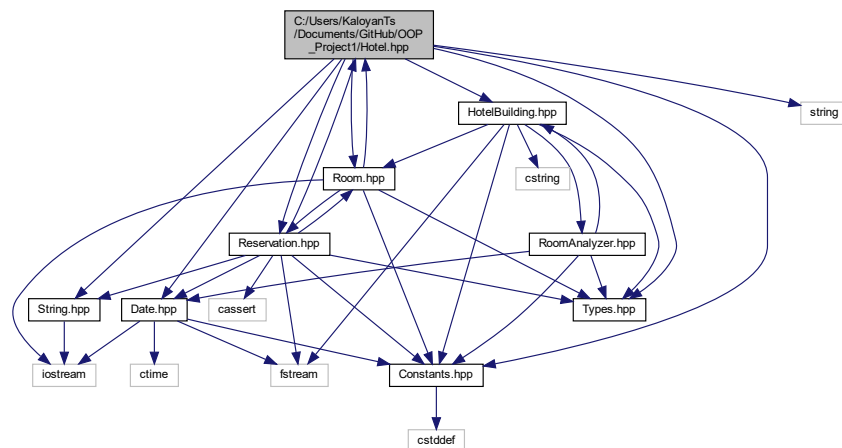 C:/Users/KaloyanTs
/Documents/GitHub/OOP
_Project1/Hotel.hpp
HotelBuilding.hpp
string
Room.hpp
cstring
Reservation.hpp
RoomAnalyzer.hpp
String.hpp
Date.hpp
cassert
Types.hpp
iostream
ctime
fstream
Constants.hpp
cstddef